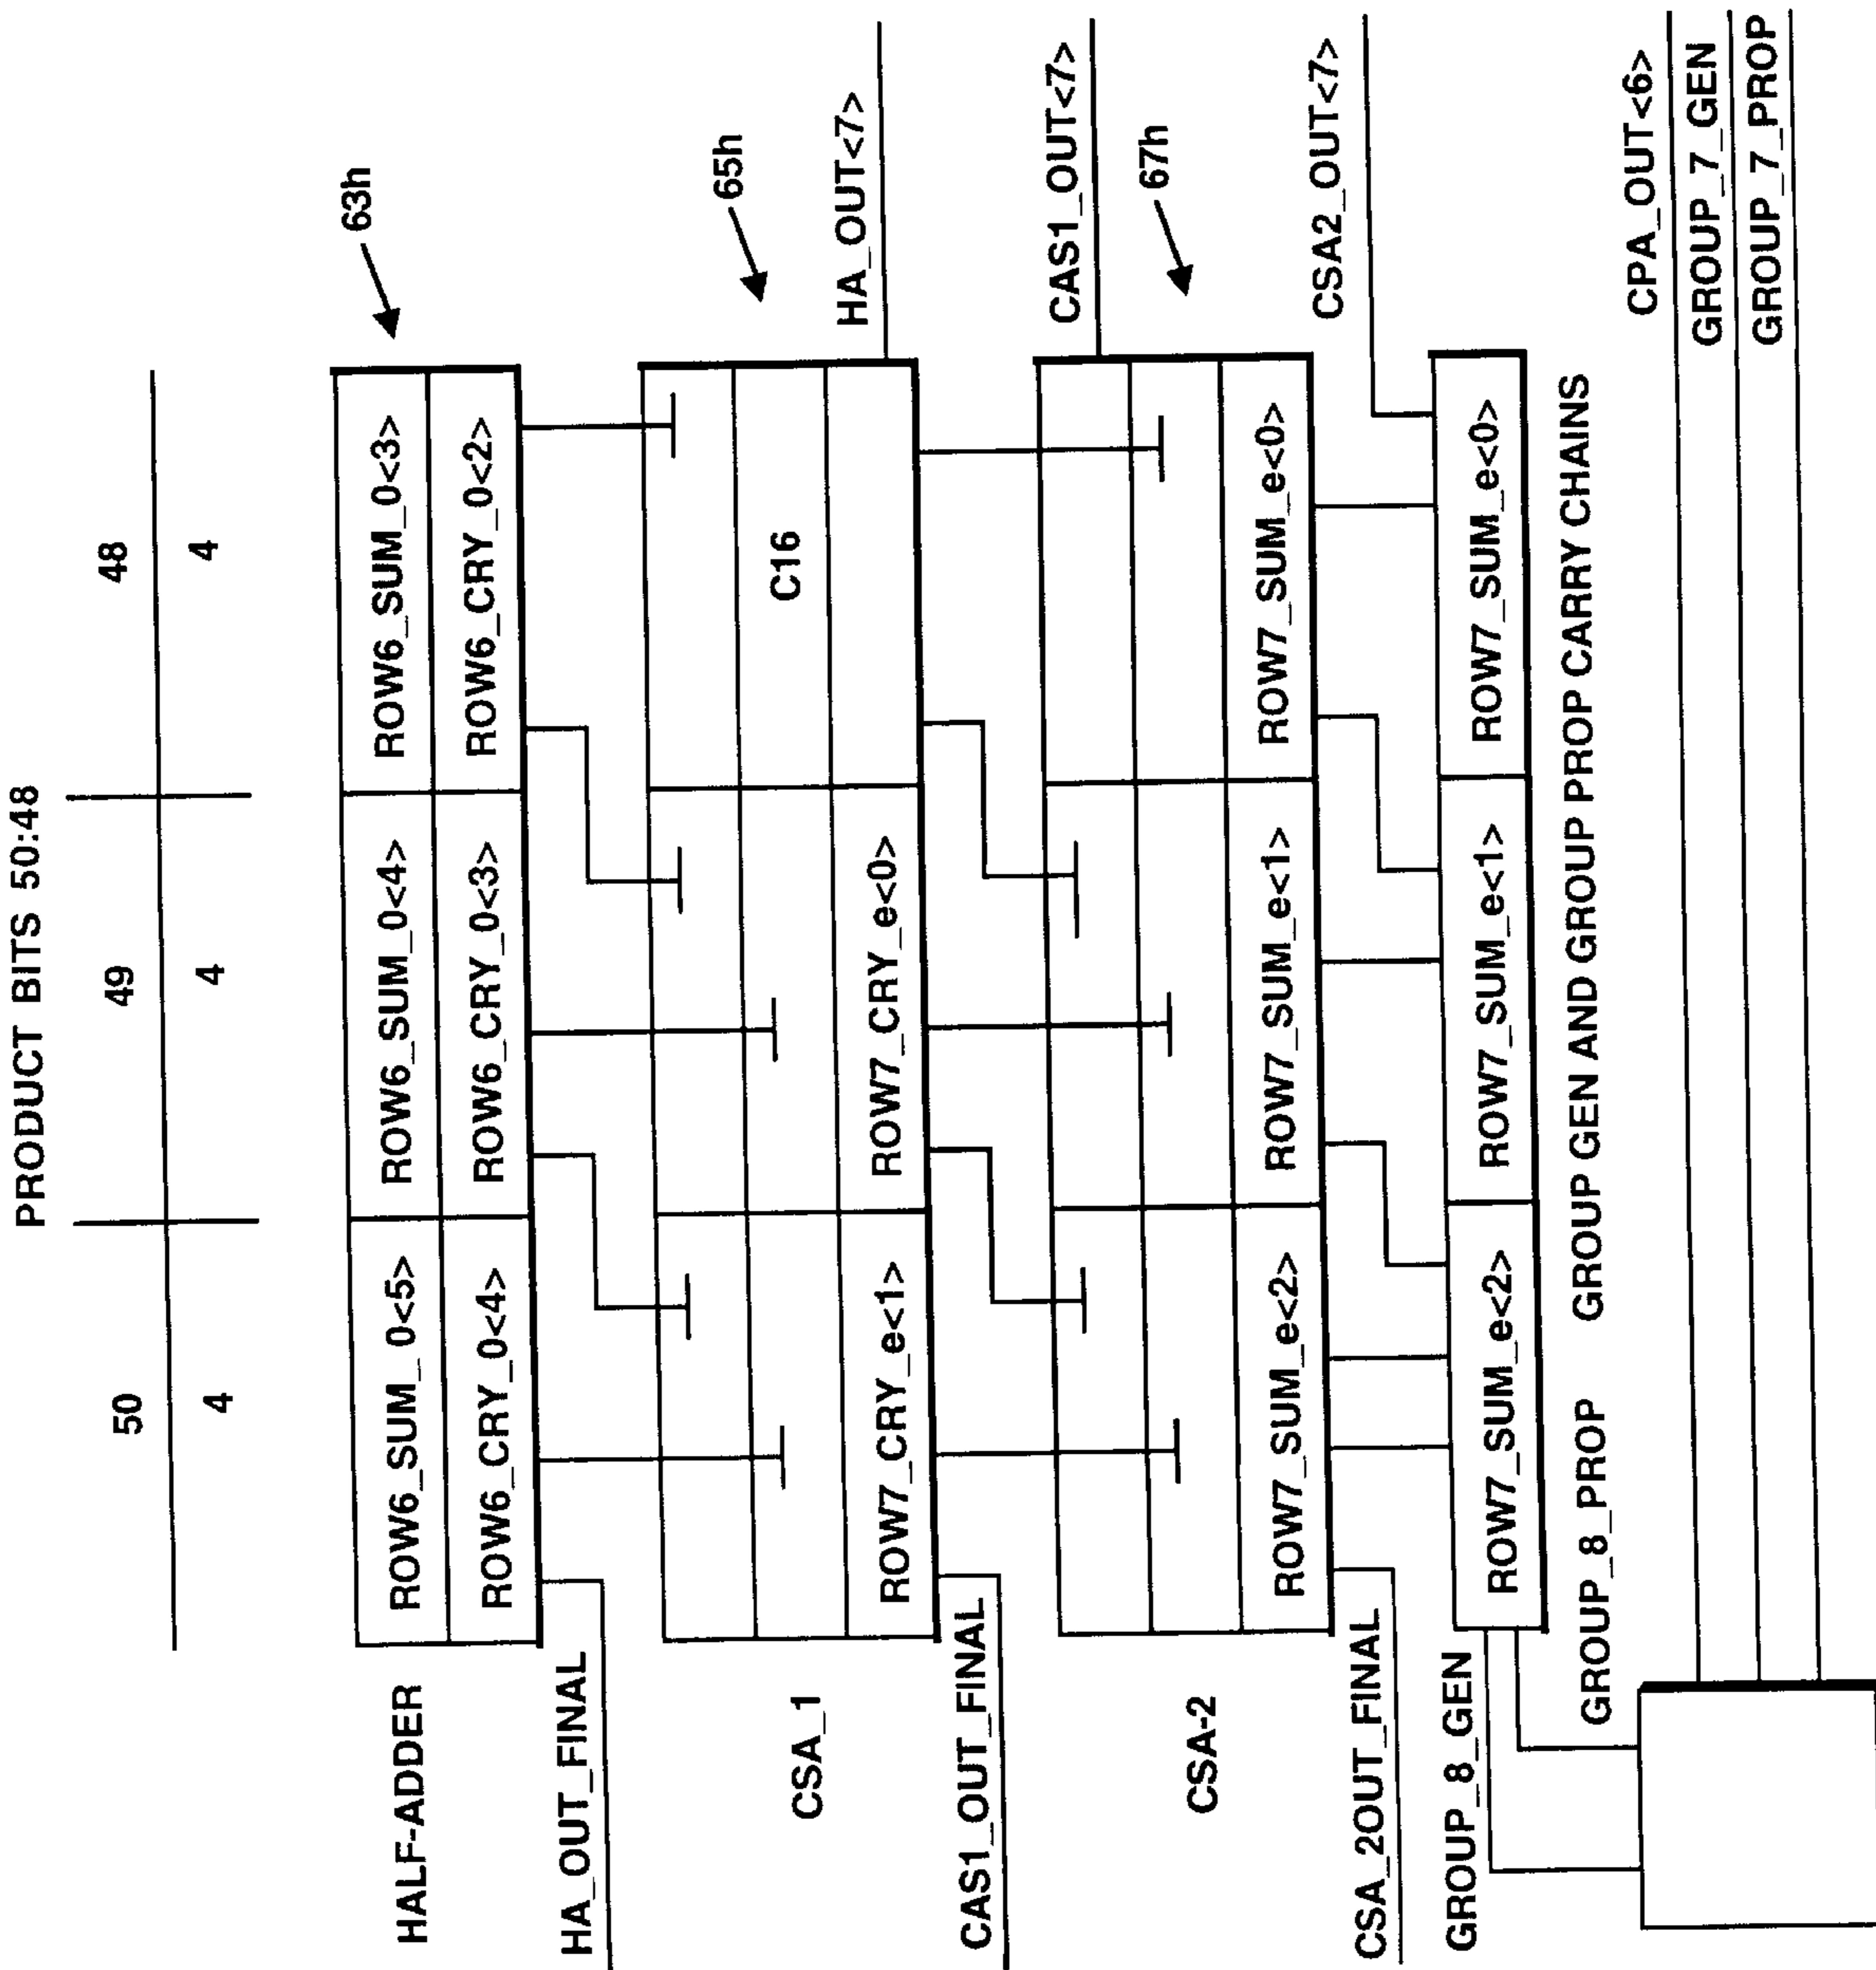 PRODUCT BITS 50:48
50 49 48
4 4 4
63h
HALF-ADDER
ROW6_SUM_0<5> ROW6_SUM_0<4> ROW6_SUM_0<3>
ROW6_CRY_0<4> ROW6_CRY_0<3> ROW6_CRY_0<2>
HA_OUT_FINAL
65h
CSA_1
C16
ROW7_CRY_e<1> ROW7_CRY_e<0>
HA_OUT<7>
CAS1_OUT_FINAL
CAS1_OUT<7>
67h
CSA-2
ROW7_SUM_e<2> ROW7_SUM_e<1> ROW7_SUM_e<0>
CSA_2OUT_FINAL
CSA2_OUT<7>
GROUP_8_GEN
ROW7_SUM_e<2> ROW7_SUM_e<1> ROW7_SUM_e<0>
GROUP_8_PROP GROUP GEN AND GROUP PROP CARRY CHAINS
CPA_OUT<6>
GROUP_7_GEN
GROUP_7_PROP